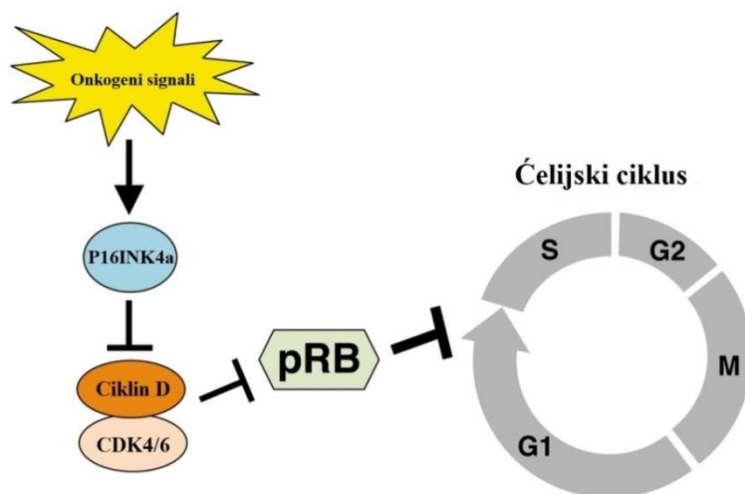 Onkogeni signali
Ćelijski ciklus
P16INK4a
S
G2
pRB
Ciklin D
M
CDK4/6
G1